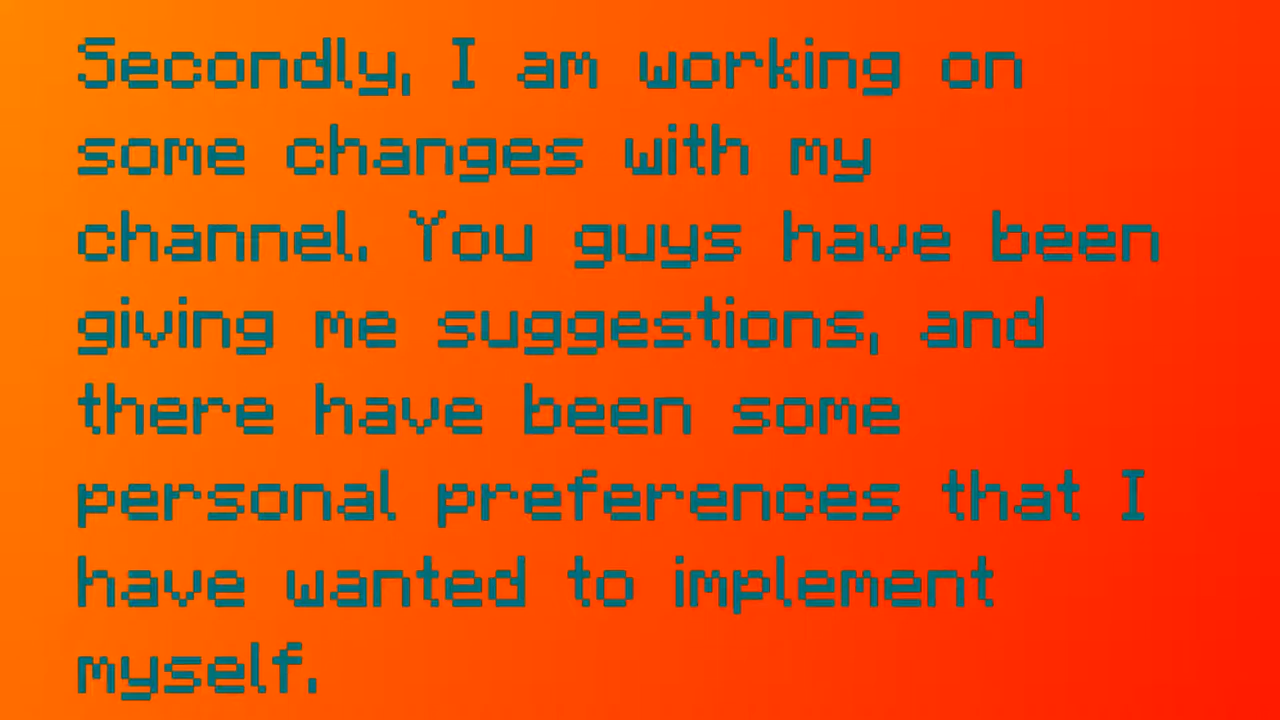 Secondly, I am working on
some changes with my
channel. You guys have been
giving me suggestions, and
there have been some
personal preferences that I
have wanted to implement
myself.